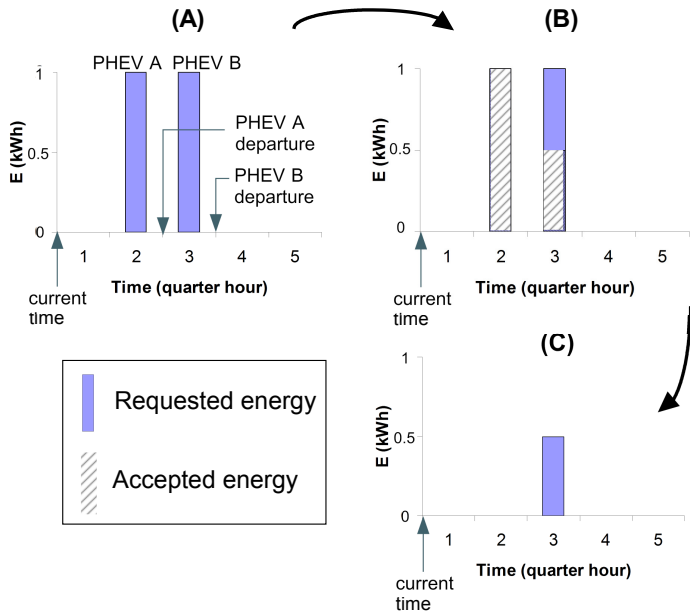 (A)
PHEV A PHEV B
1
0.5
0
E (kWh)
PHEV A
departure
PHEV B
departure
1 2 3 4 5
Time (quarter hour)
current
time
(B)
1
0.5
0
E (kWh)
1 2 3 4 5
Time (quarter hour)
current
time
Requested energy
Accepted energy
(C)
1
0.5
0
E (kWh)
1 2 3 4 5
Time (quarter hour)
current
time